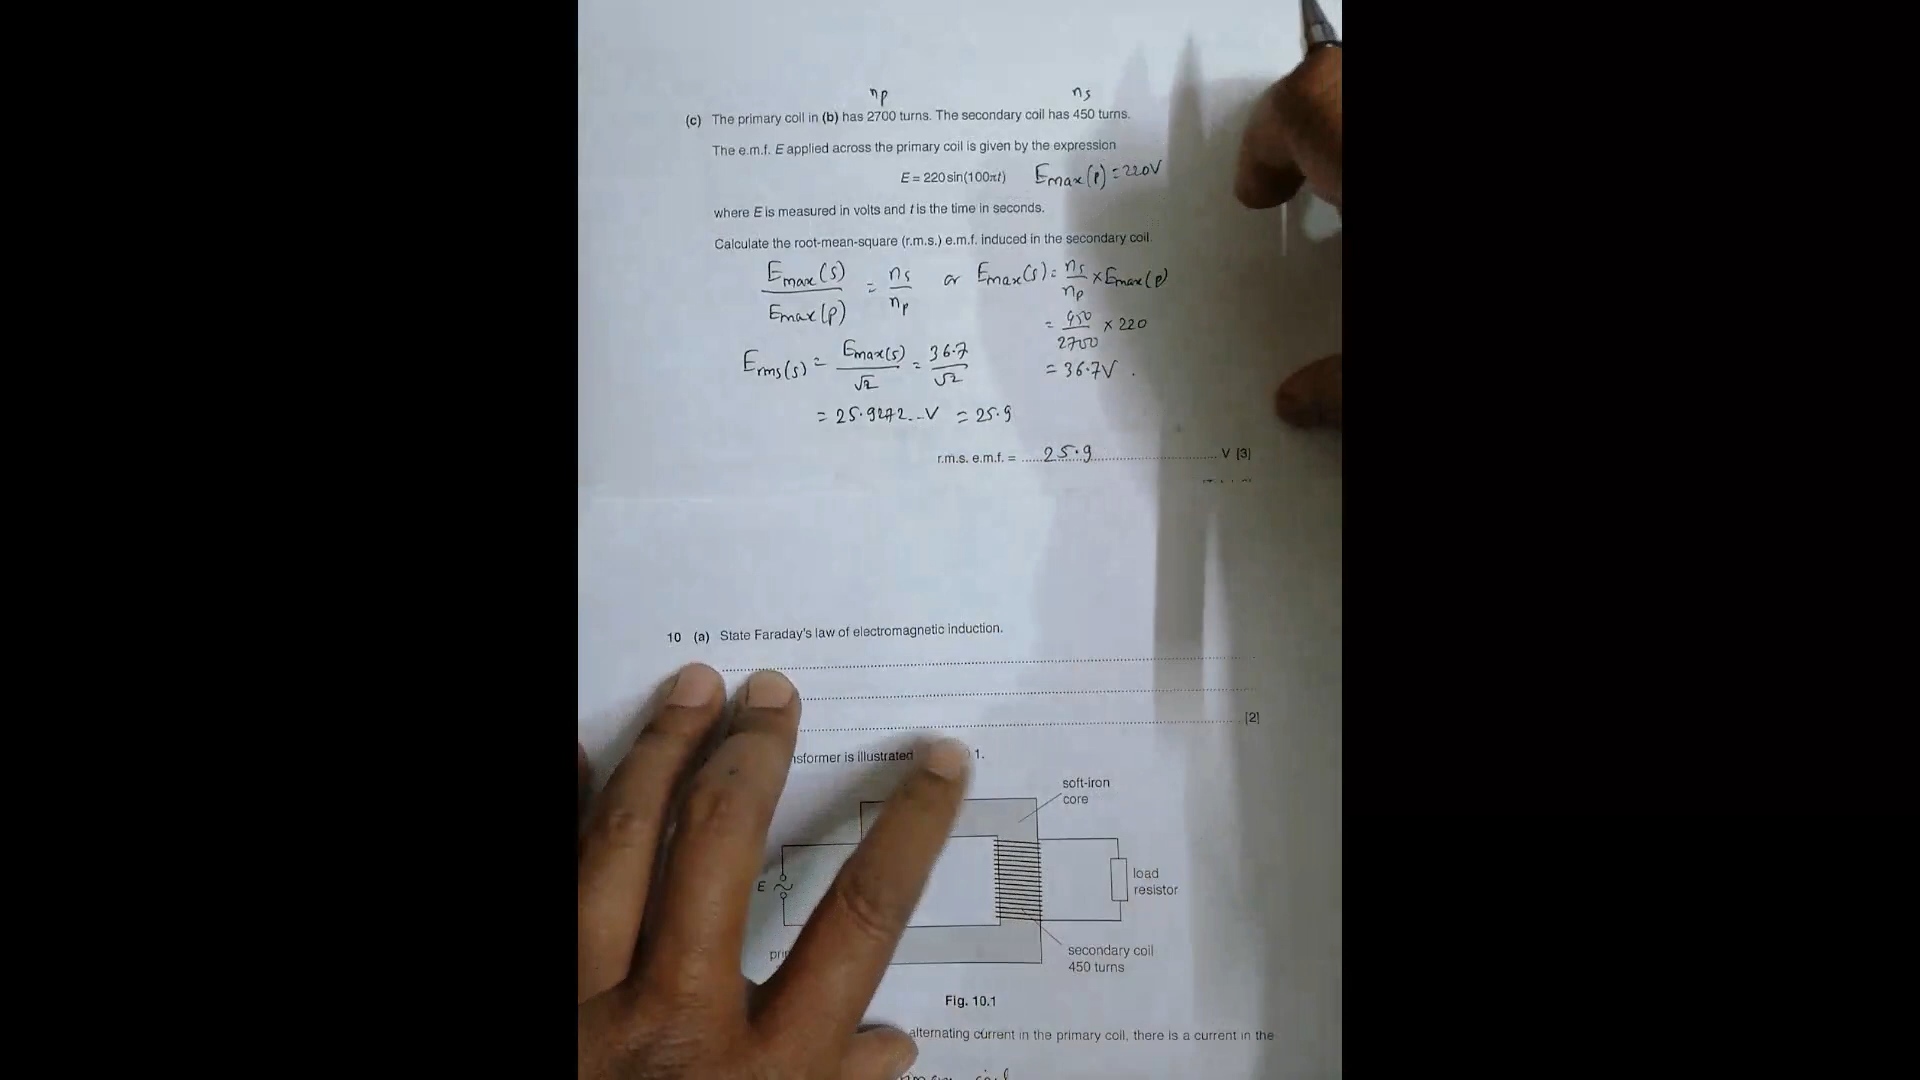 np ns
(c) The primary coil in (b) has 2700 turns. The secondary coil has 450 turns.
The e.m.f. E applied across the primary coil is given by the expression
E = 220 sin(100πt) Emax(p) = 220V
where E is measured in volts and t is the time in seconds.
Calculate the root-mean-square (r.m.s.) e.m.f. induced in the secondary coil.
Emax(s) / Emax(p) = ns / np or Emax(s) = ns / np × Emax(p)
= 450 / 2700 × 220
Erms(s) = Emax(s) / √2 = 36.7 / √2 = 36.7V.
= 25.9272...V = 25.9
r.m.s. e.m.f. = 25.9 V [3]
10 (a) State Faraday's law of electromagnetic induction.
[2]
is illustrated 1.
soft-iron
core
E
load
resistor
secondary coil
450 turns
Fig. 10.1
alternating current in the primary coil, there is a current in the